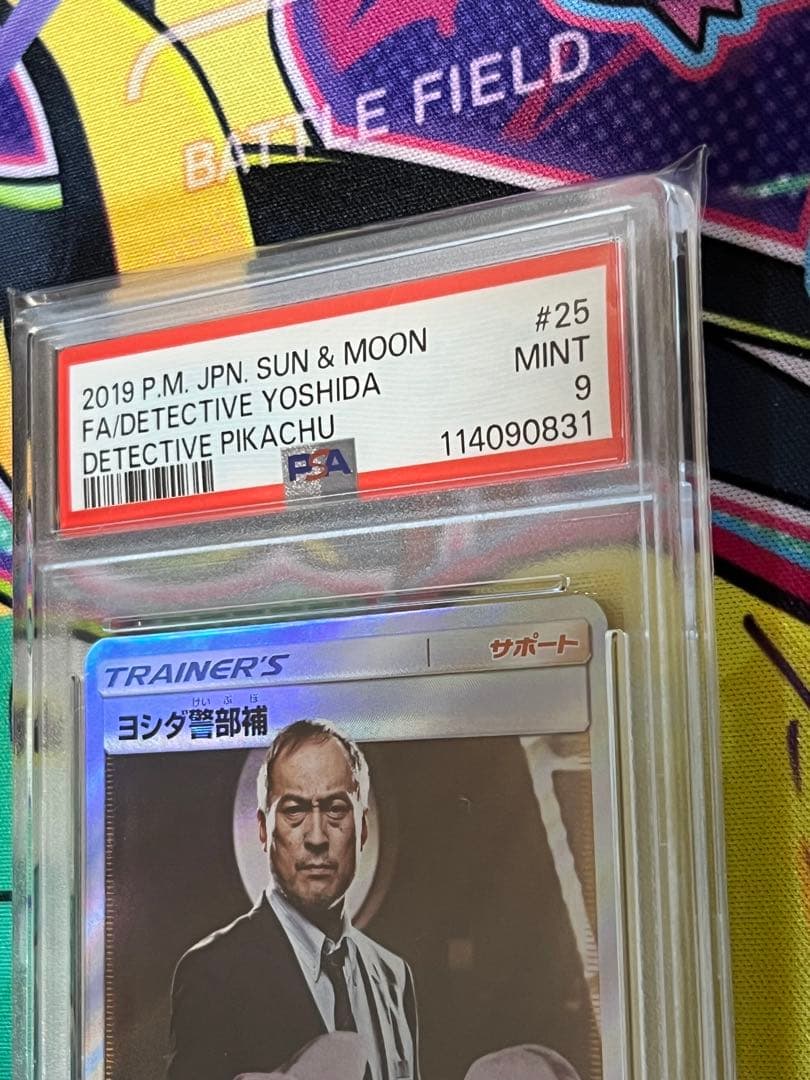 BATTLE FIELD
2019 P.M. JPN. SUN & MOON
#25
FA/DETECTIVE YOSHIDA
MINT
DETECTIVE PIKACHU
9
PSA
114090831
TRAINER'S
サポート
けいぶほ
ヨシダ警部補